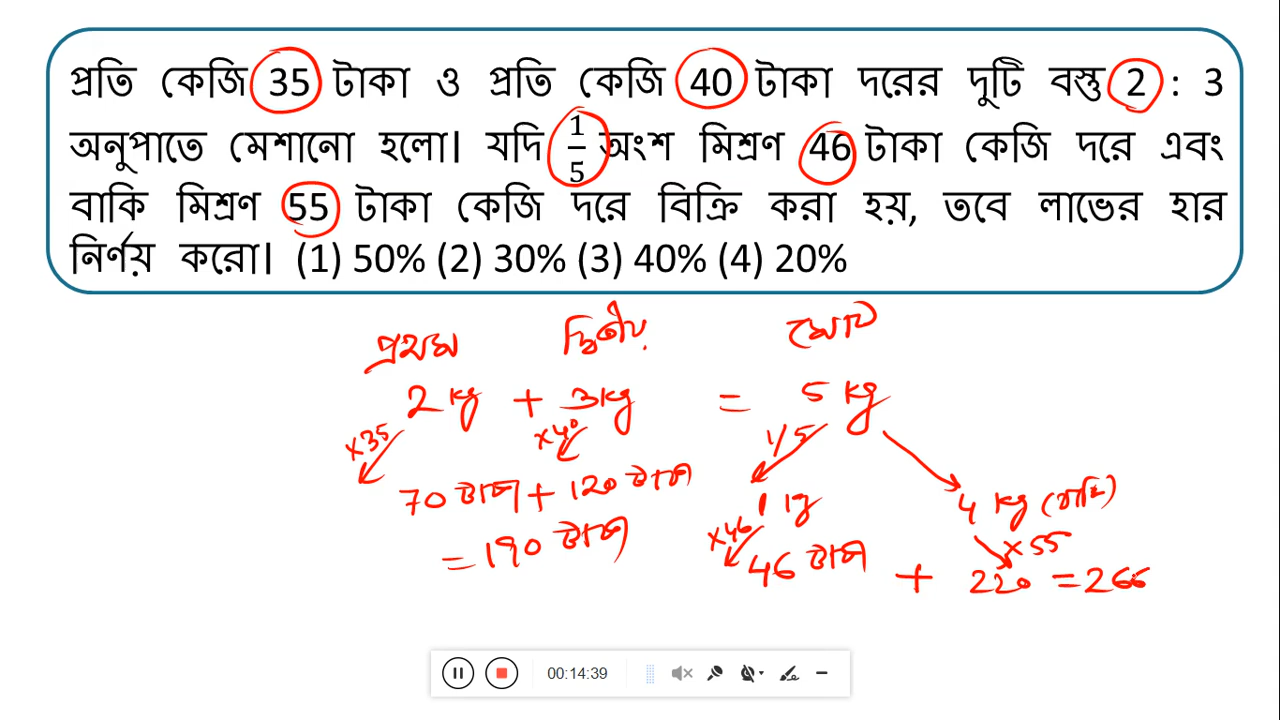 প্রতি কেজি 35 টাকা ও প্রতি কেজি 40 টাকা দরের দুটি বস্তু 2 : 3
অনুপাতে মেশানো হলো। যদি 1/5 অংশ মিশ্রণ 46 টাকা কেজি দরে এবং
বাকি মিশ্রণ 55 টাকা কেজি দরে বিক্রি করা হয়, তবে লাভের হার
নির্ণয় করো। (1) 50% (2) 30% (3) 40% (4) 20%
প্রথম দ্বিতীয় মোট
2 kg + 3 kg = 5 kg
×35 ×40 1/5
70 টাকা + 120 টাকা 1 kg 4 kg (বাকি)
= 190 টাকা ×46 ×55
46 টাকা + 220 = 266
00:14:39